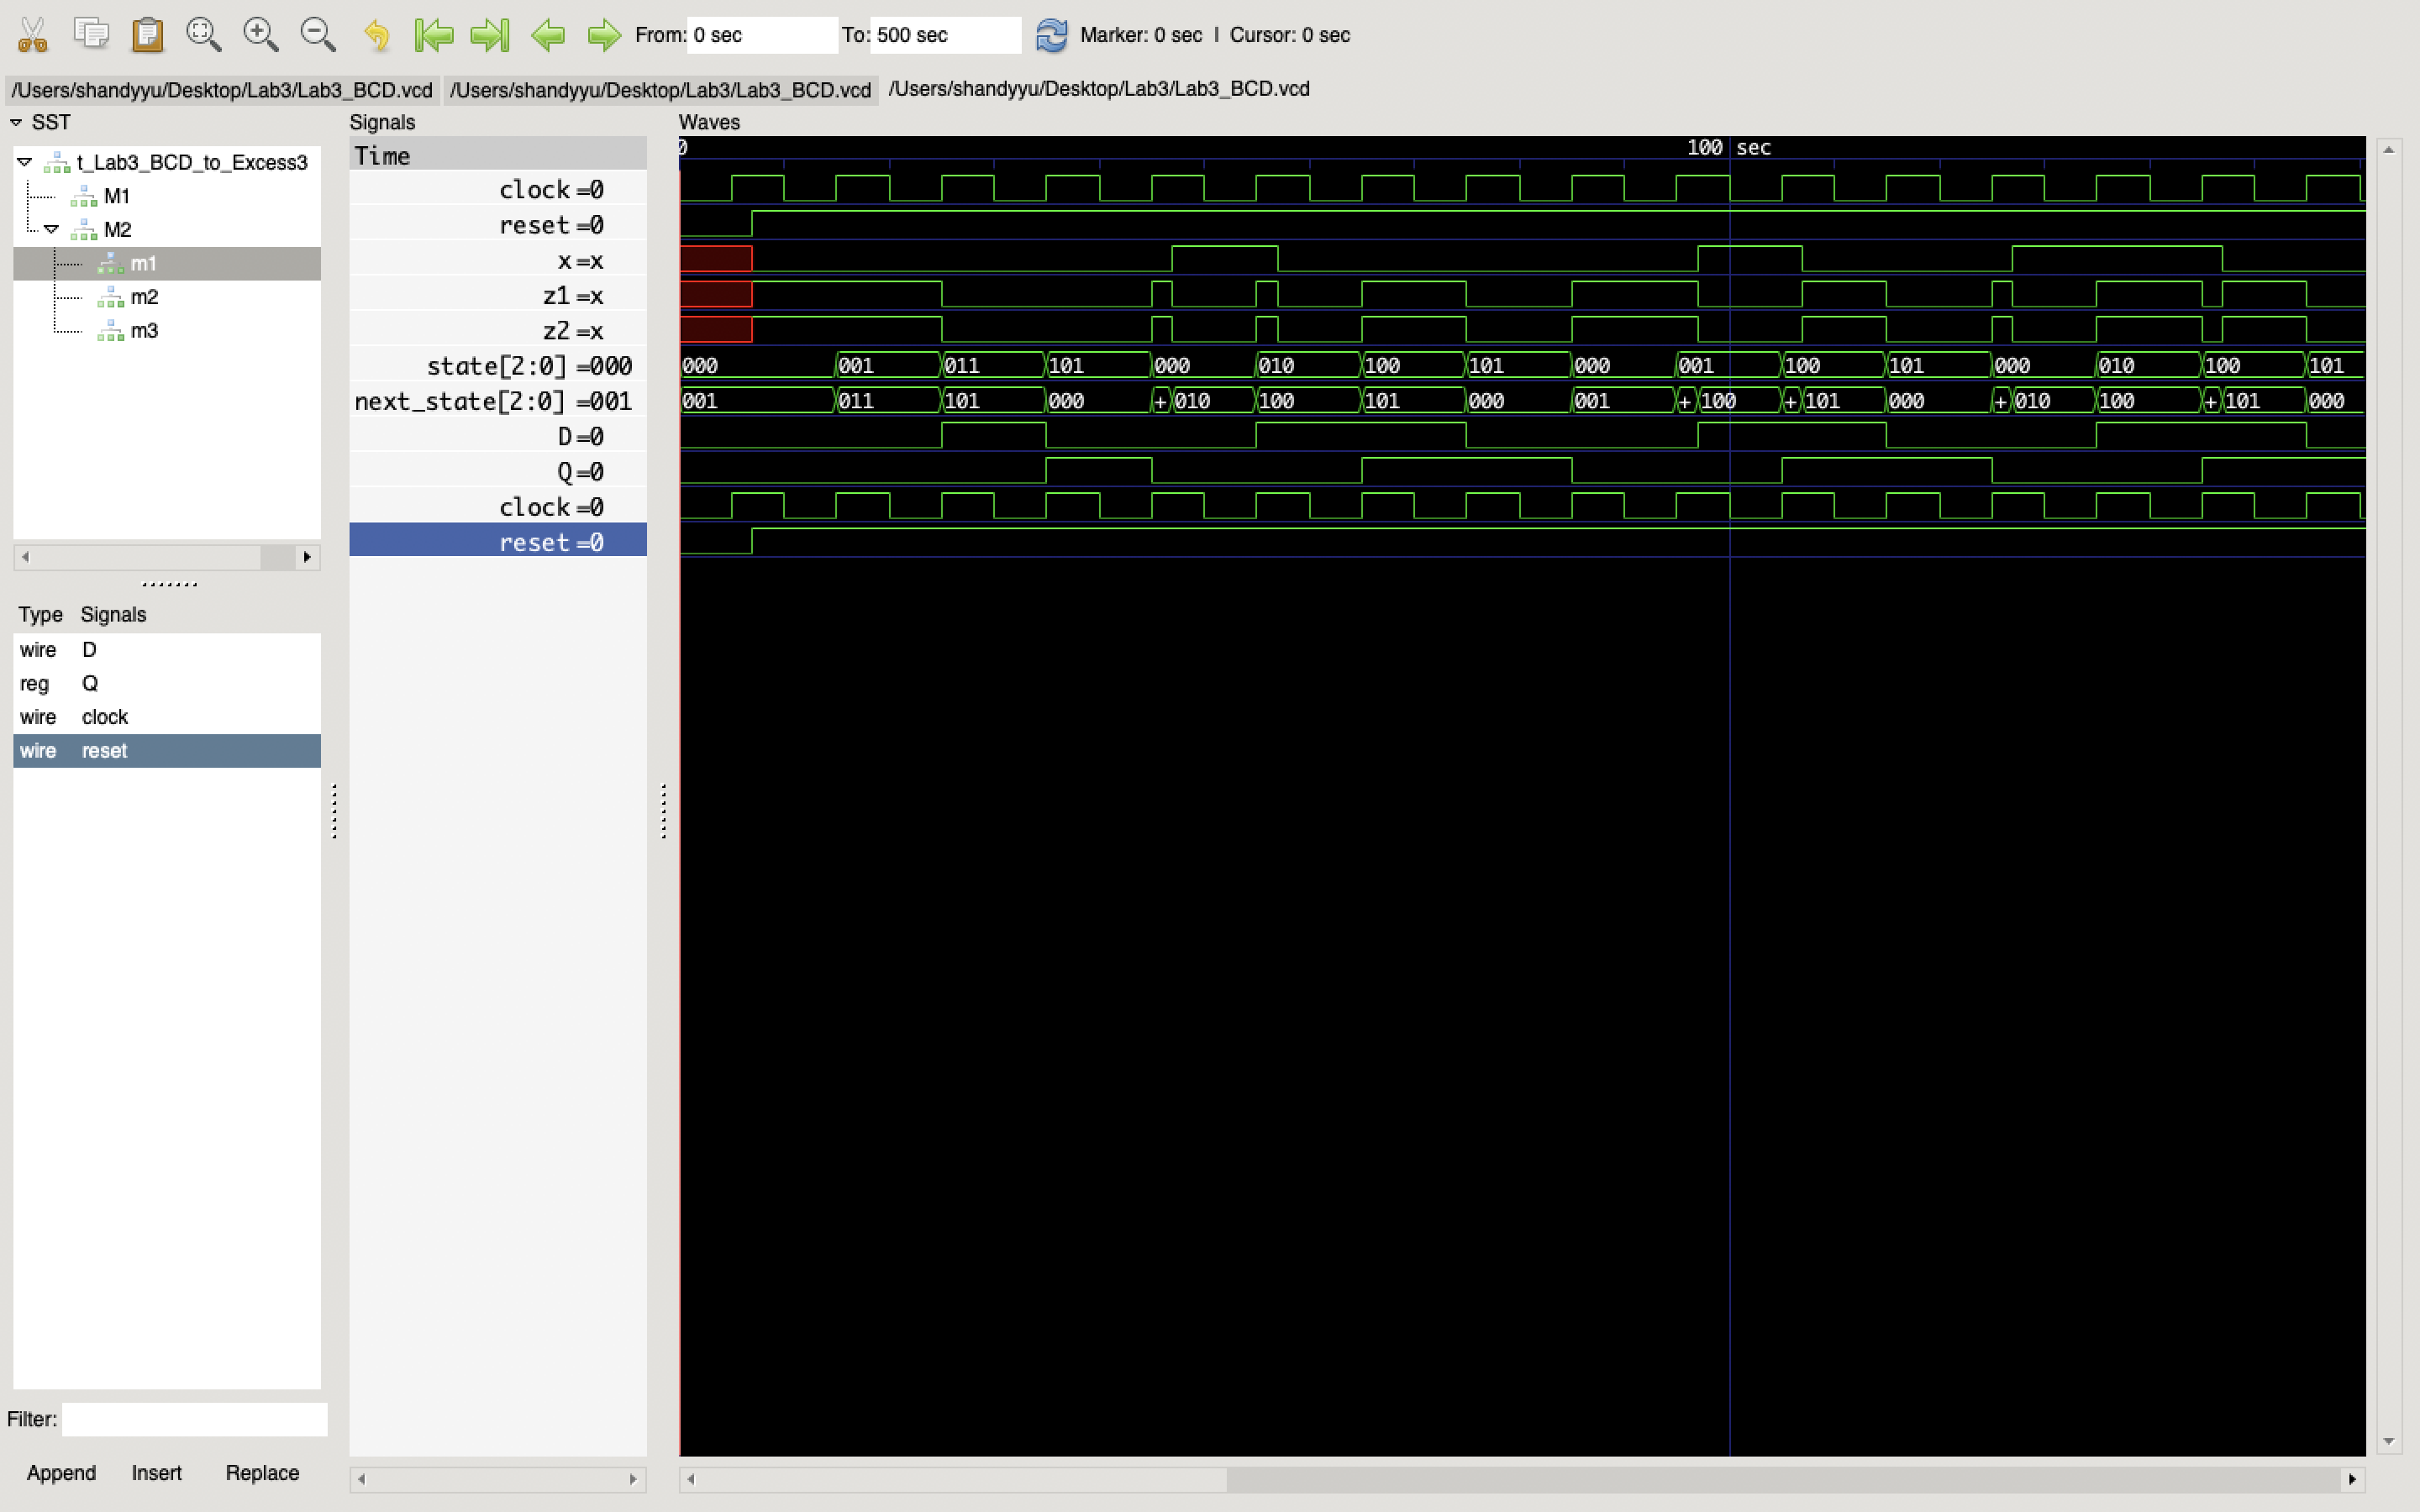 From: 0 sec To: 500 sec Marker: 0 sec | Cursor: 0 sec
/Users/shandyyu/Desktop/Lab3/Lab3_BCD.vcd /Users/shandyyu/Desktop/Lab3/Lab3_BCD.vcd /Users/shandyyu/Desktop/Lab3/Lab3_BCD.vcd
SST
t_Lab3_BCD_to_Excess3
M1
M2
m1
m2
m3
Type Signals
wire D
reg Q
wire clock
wire reset
Filter:
Append Insert Replace
Signals
Time
clock =0
reset =0
x =x
z1 =x
z2 =x
state[2:0] =000
next_state[2:0] =001
D =0
Q =0
clock =0
reset =0
Waves
0 100 sec
000 001 011 101 000 010 100 101 000 001 100 101 000 010 100 101
001 011 101 000 + 010 100 101 000 001 + 100 + 101 000 + 010 100 + 101 000